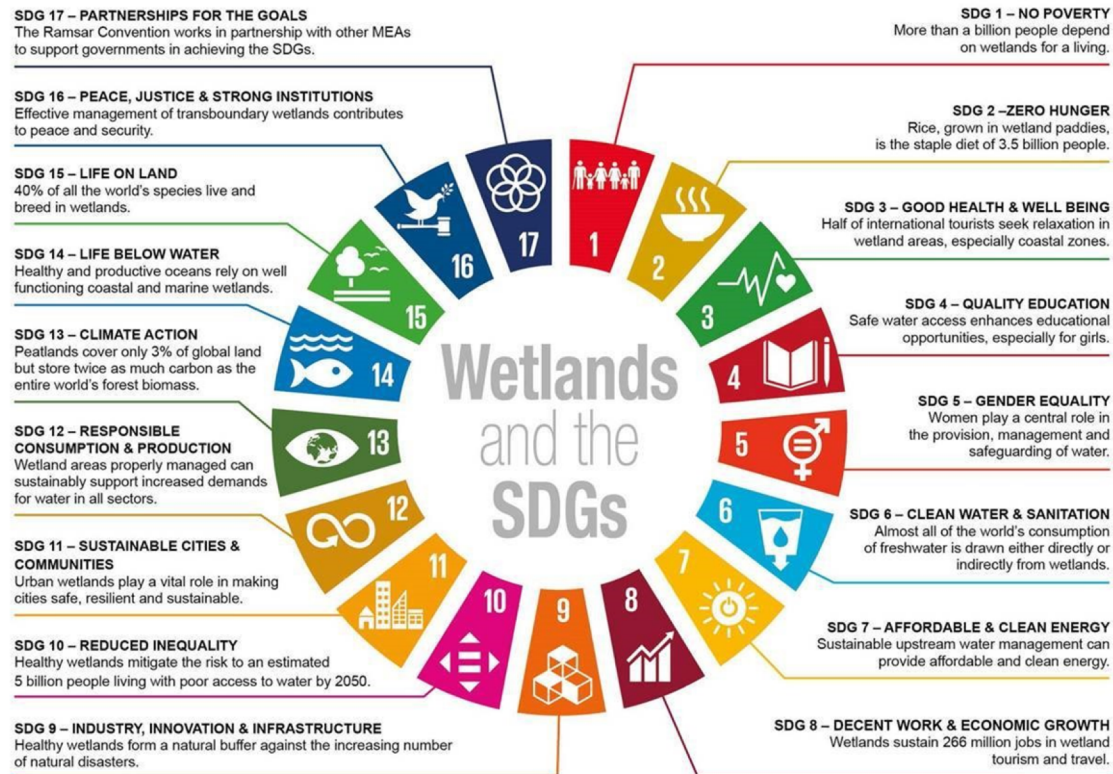 SDG 17 – PARTNERSHIPS FOR THE GOALS
The Ramsar Convention works in partnership with other MEAs
to support governments in achieving the SDGs.
SDG 16 – PEACE, JUSTICE & STRONG INSTITUTIONS
Effective management of transboundary wetlands contributes
to peace and security.
SDG 15 – LIFE ON LAND
40% of all the world's species live and
breed in wetlands.
SDG 14 – LIFE BELOW WATER
Healthy and productive oceans rely on well
functioning coastal and marine wetlands.
SDG 13 – CLIMATE ACTION
Peatlands cover only 3% of global land
but store twice as much carbon as the
entire world's forest biomass.
SDG 12 – RESPONSIBLE
CONSUMPTION & PRODUCTION
Wetland areas properly managed can
sustainably support increased demands
for water in all sectors.
SDG 11 – SUSTAINABLE CITIES &
COMMUNITIES
Urban wetlands play a vital role in making
cities safe, resilient and sustainable.
SDG 10 – REDUCED INEQUALITY
Healthy wetlands mitigate the risk to an estimated
5 billion people living with poor access to water by 2050.
SDG 9 – INDUSTRY, INNOVATION & INFRASTRUCTURE
Healthy wetlands form a natural buffer against the increasing number
of natural disasters.
Wetlands
and the
SDGs
1
2
3
4
5
6
7
8
9
10
11
12
13
14
15
16
17
SDG 1 – NO POVERTY
More than a billion people depend
on wetlands for a living.
SDG 2 –ZERO HUNGER
Rice, grown in wetland paddies,
is the staple diet of 3.5 billion people.
SDG 3 – GOOD HEALTH & WELL BEING
Half of international tourists seek relaxation in
wetland areas, especially coastal zones.
SDG 4 – QUALITY EDUCATION
Safe water access enhances educational
opportunities, especially for girls.
SDG 5 – GENDER EQUALITY
Women play a central role in
the provision, management and
safeguarding of water.
SDG 6 – CLEAN WATER & SANITATION
Almost all of the world's consumption
of freshwater is drawn either directly or
indirectly from wetlands.
SDG 7 – AFFORDABLE & CLEAN ENERGY
Sustainable upstream water management can
provide affordable and clean energy.
SDG 8 – DECENT WORK & ECONOMIC GROWTH
Wetlands sustain 266 million jobs in wetland
tourism and travel.